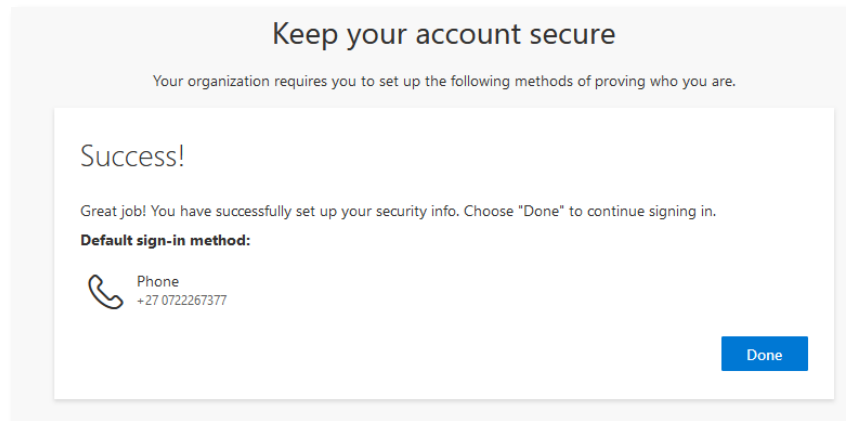 Keep your account secure
Your organization requires you to set up the following methods of proving who you are.
Success!
Great job! You have successfully set up your security info. Choose "Done" to continue signing in.
Default sign-in method:
Phone
+27 0722267377
Done